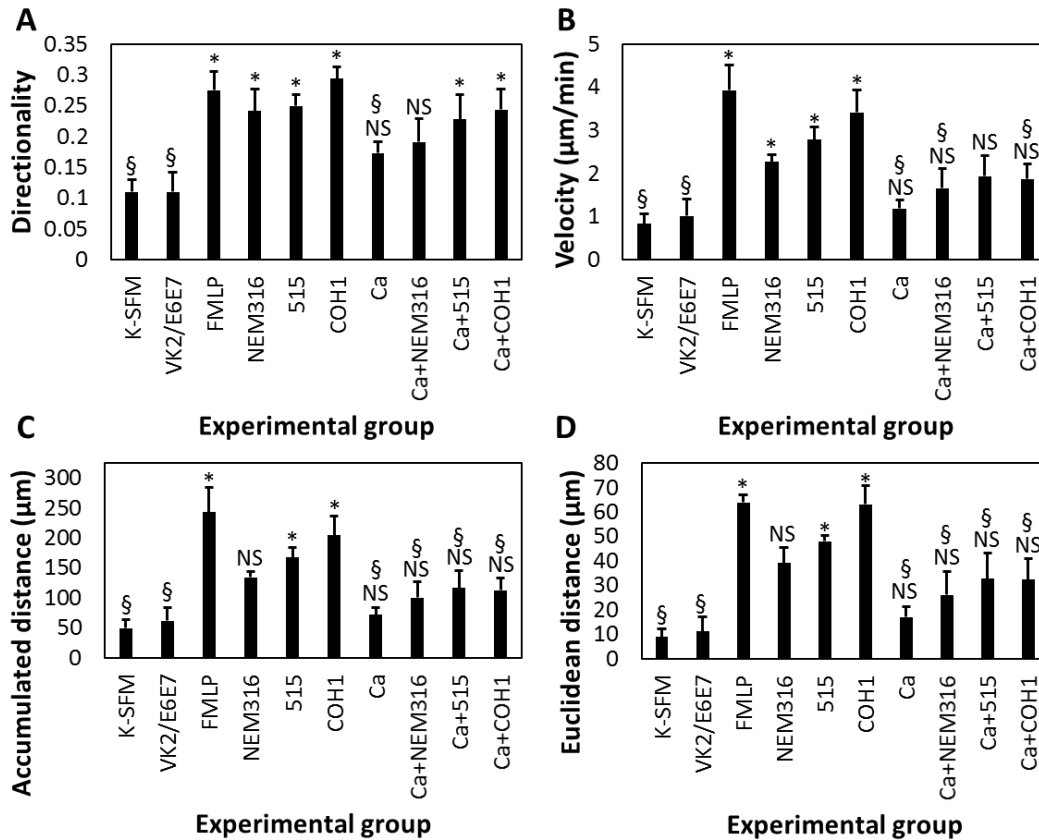 A
Directionality
0.35
0.3
0.25
0.2
0.15
0.1
0.05
0
§
§
*
*
*
*
§
NS
NS
*
*
K-SFM
VK2/E6E7
FMLP
NEM316
515
COH1
Ca
Ca+NEM316
Ca+515
Ca+COH1
Experimental group
B
Velocity (µm/min)
5
4
3
2
1
0
§
§
*
*
*
*
§
NS
§
NS
NS
§
NS
K-SFM
VK2/E6E7
FMLP
NEM316
515
COH1
Ca
Ca+NEM316
Ca+515
Ca+COH1
Experimental group
C
Accumulated distance (µm)
300
250
200
150
100
50
0
§
§
*
NS
*
*
§
NS
§
NS
§
NS
§
NS
K-SFM
VK2/E6E7
FMLP
NEM316
515
COH1
Ca
Ca+NEM316
Ca+515
Ca+COH1
Experimental group
D
Euclidean distance (µm)
80
70
60
50
40
30
20
10
0
§
§
*
NS
*
*
§
NS
§
NS
§
NS
§
NS
K-SFM
VK2/E6E7
FMLP
NEM316
515
COH1
Ca
Ca+NEM316
Ca+515
Ca+COH1
Experimental group